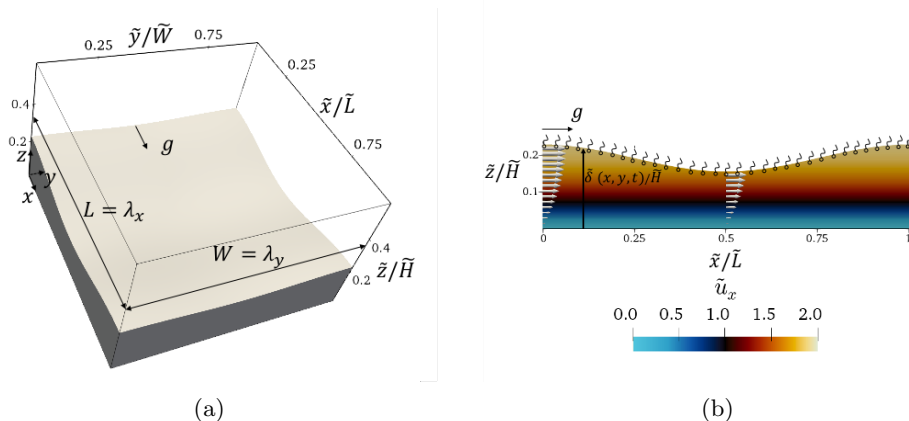 ỹ/W̃
0.25
0.75
0.25
x̃/L̃
0.75
0.4
0.2
z
y
x
g
L = λ_x
W = λ_y
0.4
z̃/H̃
0.2
(a)
g
z̃/H̃
0.2
0.1
δ̃ (x, y, t)/H̃
0
0.25
0.5
0.75
1
x̃/L̃
ũ_x
0.0 0.5 1.0 1.5 2.0
(b)